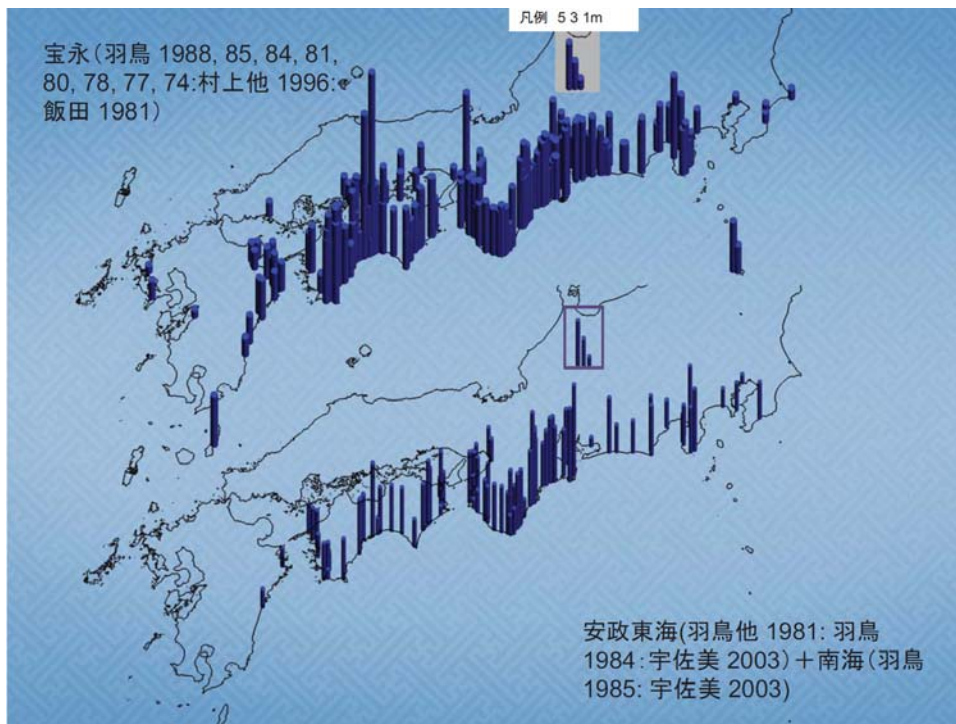 凡例 5 3 1m
宝永(羽鳥 1988, 85, 84, 81,
80, 78, 77, 74:村上他 1996:
飯田 1981)
安政東海(羽鳥他 1981: 羽鳥
1984:宇佐美 2003)+南海(羽鳥
1985: 宇佐美 2003)